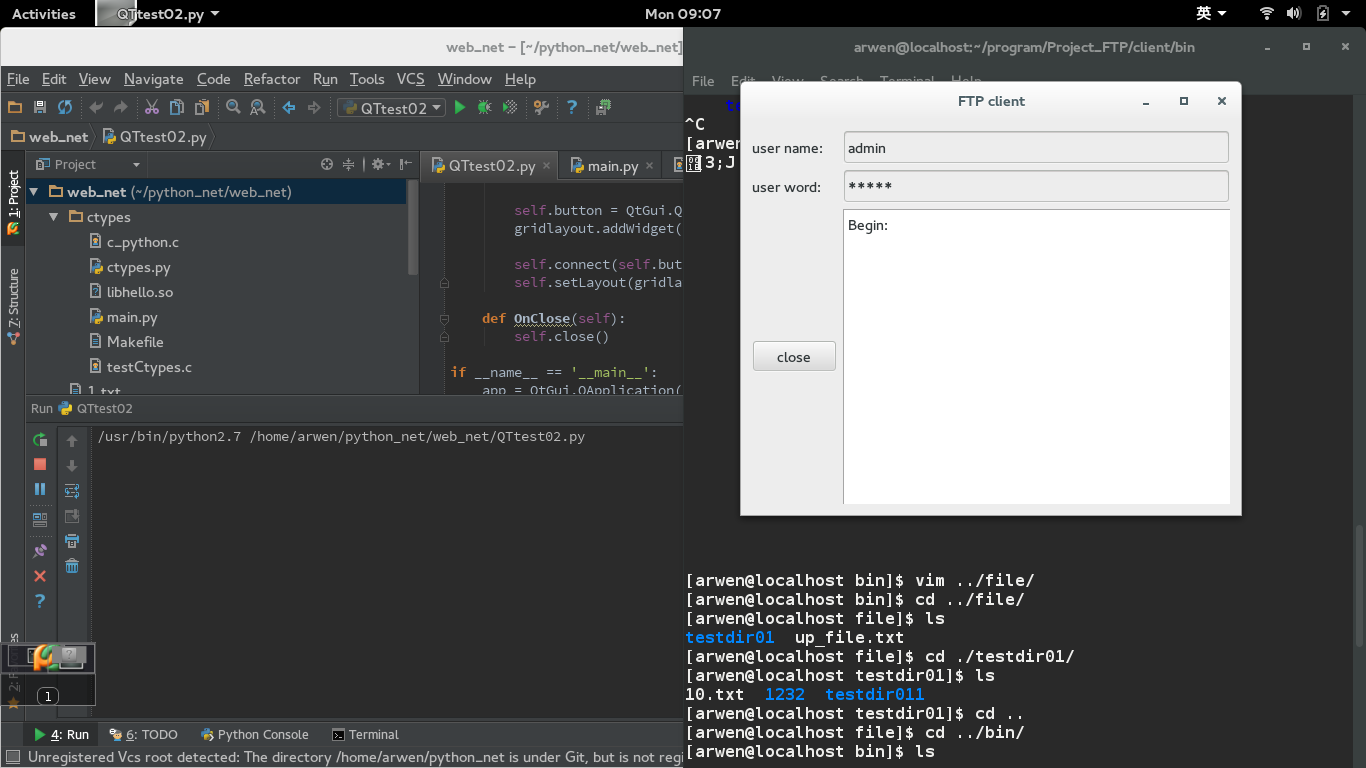 Activities
QTtest02.py
Mon 09:07
英
web_net – [~/python_net/web_net]
File Edit View Navigate Code Refactor Run Tools VCS Window Help
QTtest02
web_net
QTtest02.py
Project
QTtest02.py
main.py
1: Project
7: Structure
web_net (~/python_net/web_net)
ctypes
c_python.c
ctypes.py
libhello.so
main.py
Makefile
testCtypes.c
1.txt
self.button = QtGui.Q
gridlayout.addWidget(
self.connect(self.but
self.setLayout(gridla
def OnClose(self):
self.close()
if __name__ == '__main__':
app = QtGui.QApplication(
Run QTtest02
/usr/bin/python2.7 /home/arwen/python_net/web_net/QTtest02.py
1
4: Run
6: TODO
Python Console
Terminal
Unregistered Vcs root detected: The directory /home/arwen/python_net is under Git, but is not regi
arwen@localhost:~/program/Project_FTP/client/bin
File Edit View Search Terminal Help
^C
[arwen
3;J
FTP client
user name: admin
user word: *****
Begin:
close
[arwen@localhost bin]$ vim ../file/
[arwen@localhost bin]$ cd ../file/
[arwen@localhost file]$ ls
testdir01 up_file.txt
[arwen@localhost file]$ cd ./testdir01/
[arwen@localhost testdir01]$ ls
10.txt 1232 testdir011
[arwen@localhost testdir01]$ cd ..
[arwen@localhost file]$ cd ../bin/
[arwen@localhost bin]$ ls